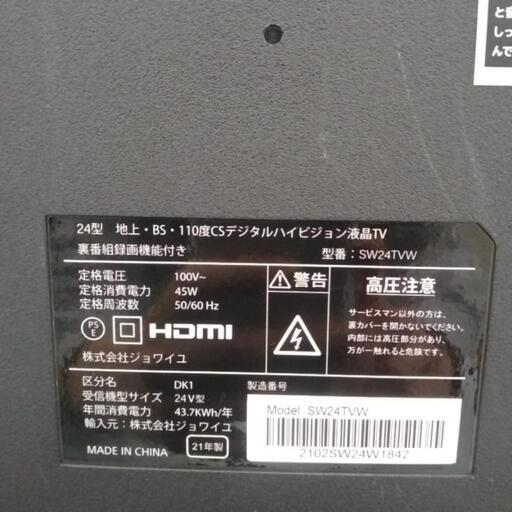 と音
しっ
んで
24型 地上・BS・110度CSデジタルハイビジョン液晶TV
裏番組録画機能付き 型番：SW24TVW
定格電圧 100V~
定格消費電力 45W
定格周波数 50/60 Hz
PSE HDMI
株式会社ジョワイユ
警告 高圧注意
サービスマン以外の方は、
裏カバーを開かないでください。
内部には高圧部分があり、
万が一触れると危険です。
区分名 DK1
受信機型サイズ 24V型
年間消費電力 43.7KWh/年
輸入元：株式会社ジョワイユ
MADE IN CHINA 21年製
製造番号
Model SW24TVW
2102SW24W1842